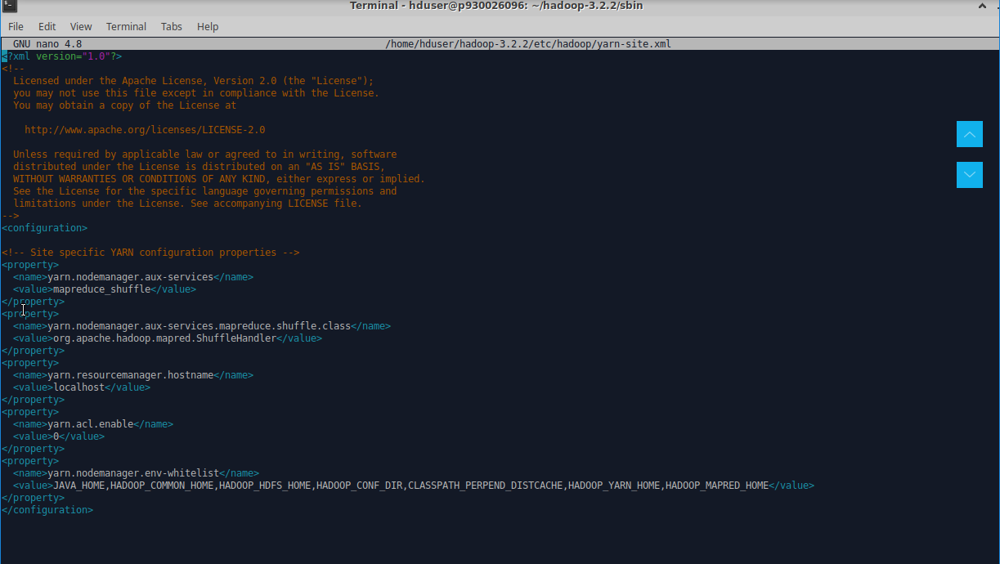 Terminal - hduser@p930026096: ~/hadoop-3.2.2/sbin
File Edit View Terminal Tabs Help
GNU nano 4.8 /home/hduser/hadoop-3.2.2/etc/hadoop/yarn-site.xml
<?xml version="1.0"?>
<!--
Licensed under the Apache License, Version 2.0 (the "License");
you may not use this file except in compliance with the License.
You may obtain a copy of the License at
http://www.apache.org/licenses/LICENSE-2.0
Unless required by applicable law or agreed to in writing, software
distributed under the License is distributed on an "AS IS" BASIS,
WITHOUT WARRANTIES OR CONDITIONS OF ANY KIND, either express or implied.
See the License for the specific language governing permissions and
limitations under the License. See accompanying LICENSE file.
-->
<configuration>
<!-- Site specific YARN configuration properties -->
<property>
<name>yarn.nodemanager.aux-services</name>
<value>mapreduce_shuffle</value>
</property>
<property>
<name>yarn.nodemanager.aux-services.mapreduce.shuffle.class</name>
<value>org.apache.hadoop.mapred.ShuffleHandler</value>
</property>
<property>
<name>yarn.resourcemanager.hostname</name>
<value>localhost</value>
</property>
<property>
<name>yarn.acl.enable</name>
<value>0</value>
</property>
<property>
<name>yarn.nodemanager.env-whitelist</name>
<value>JAVA_HOME,HADOOP_COMMON_HOME,HADOOP_HDFS_HOME,HADOOP_CONF_DIR,CLASSPATH_PERPEND_DISTCACHE,HADOOP_YARN_HOME,HADOOP_MAPRED_HOME</value>
</property>
</configuration>